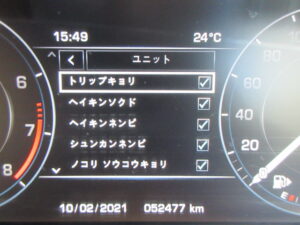 15:49 24°C
ユニット
トリップキョリ
ヘイキンソクド
ヘイキンネンピ
シュンカンネンピ
ノコリ ソウコウキョリ
6
7
8
80
60
40
20
0
E
10/02/2021 052477 km